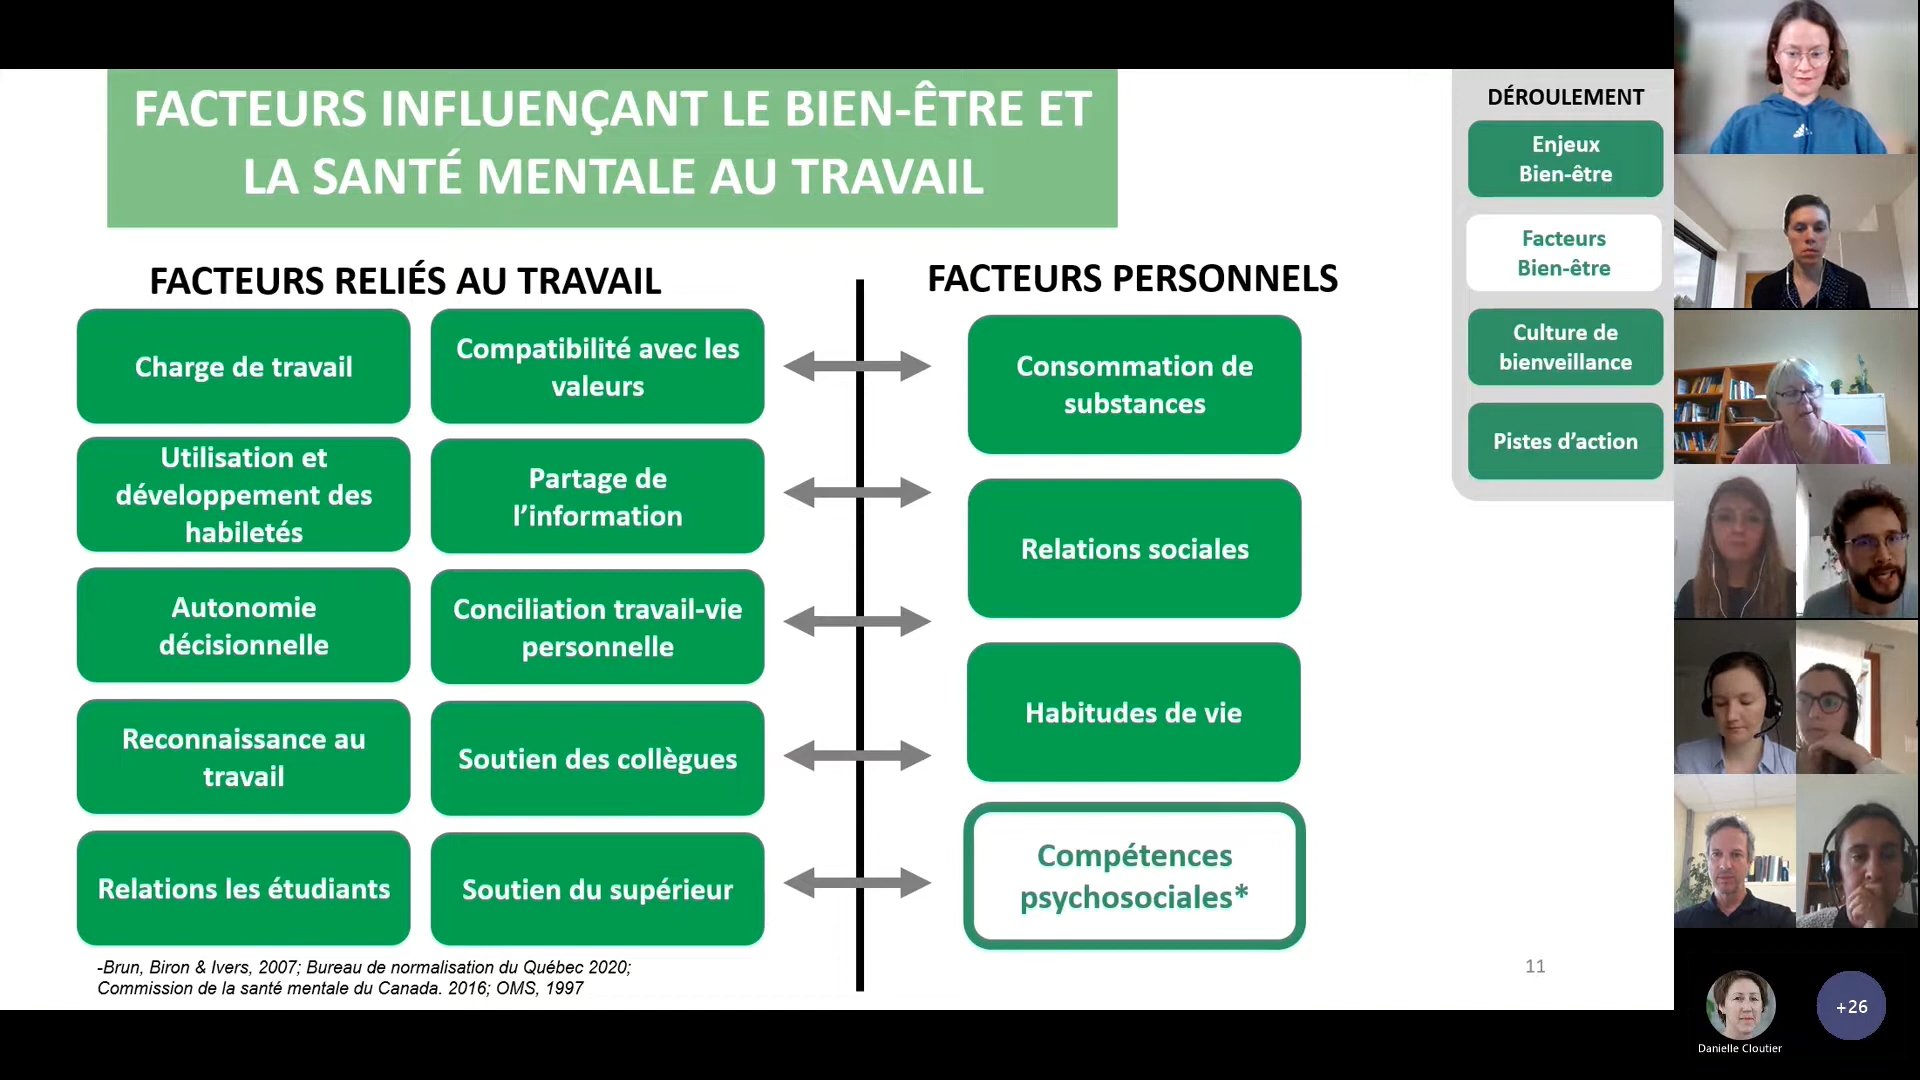 FACTEURS INFLUENÇANT LE BIEN-ÊTRE ET
LA SANTÉ MENTALE AU TRAVAIL
FACTEURS RELIÉS AU TRAVAIL
Charge de travail
Compatibilité avec les
valeurs
Utilisation et
développement des
habiletés
Partage de
l’information
Autonomie
décisionnelle
Conciliation travail-vie
personnelle
Reconnaissance au
travail
Soutien des collègues
Relations les étudiants
Soutien du supérieur
FACTEURS PERSONNELS
Consommation de
substances
Relations sociales
Habitudes de vie
Compétences
psychosociales*
-Brun, Biron & Ivers, 2007; Bureau de normalisation du Québec 2020;
Commission de la santé mentale du Canada. 2016; OMS, 1997
11
DÉROULEMENT
Enjeux
Bien-être
Facteurs
Bien-être
Culture de
bienveillance
Pistes d’action
Danielle Cloutier
+26